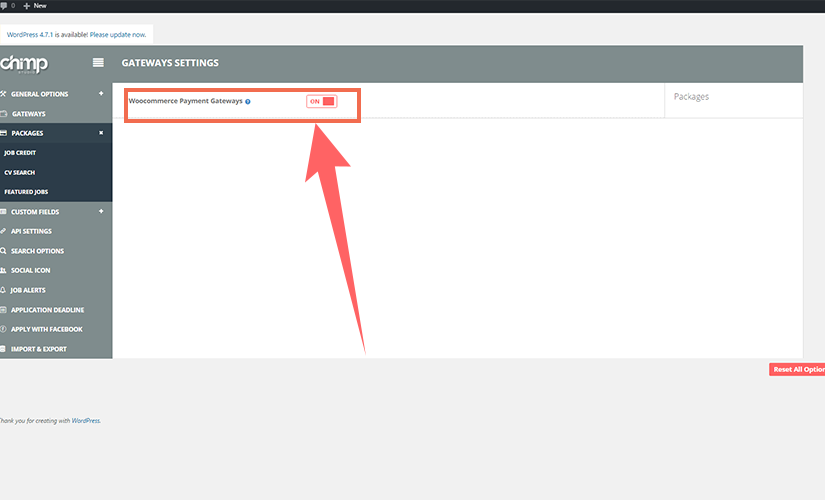 0 New
WordPress 4.7.1 is available! Please update now.
chimp
STUDIO
GATEWAYS SETTINGS
GENERAL OPTIONS +
GATEWAYS
PACKAGES ×
JOB CREDIT
CV SEARCH
FEATURED JOBS
CUSTOM FIELDS +
API SETTINGS
SEARCH OPTIONS
SOCIAL ICON
JOB ALERTS
APPLICATION DEADLINE
APPLY WITH FACEBOOK
IMPORT & EXPORT
Woocommerce Payment Gateways ?
ON
Packages
Reset All Option
Thank you for creating with WordPress.